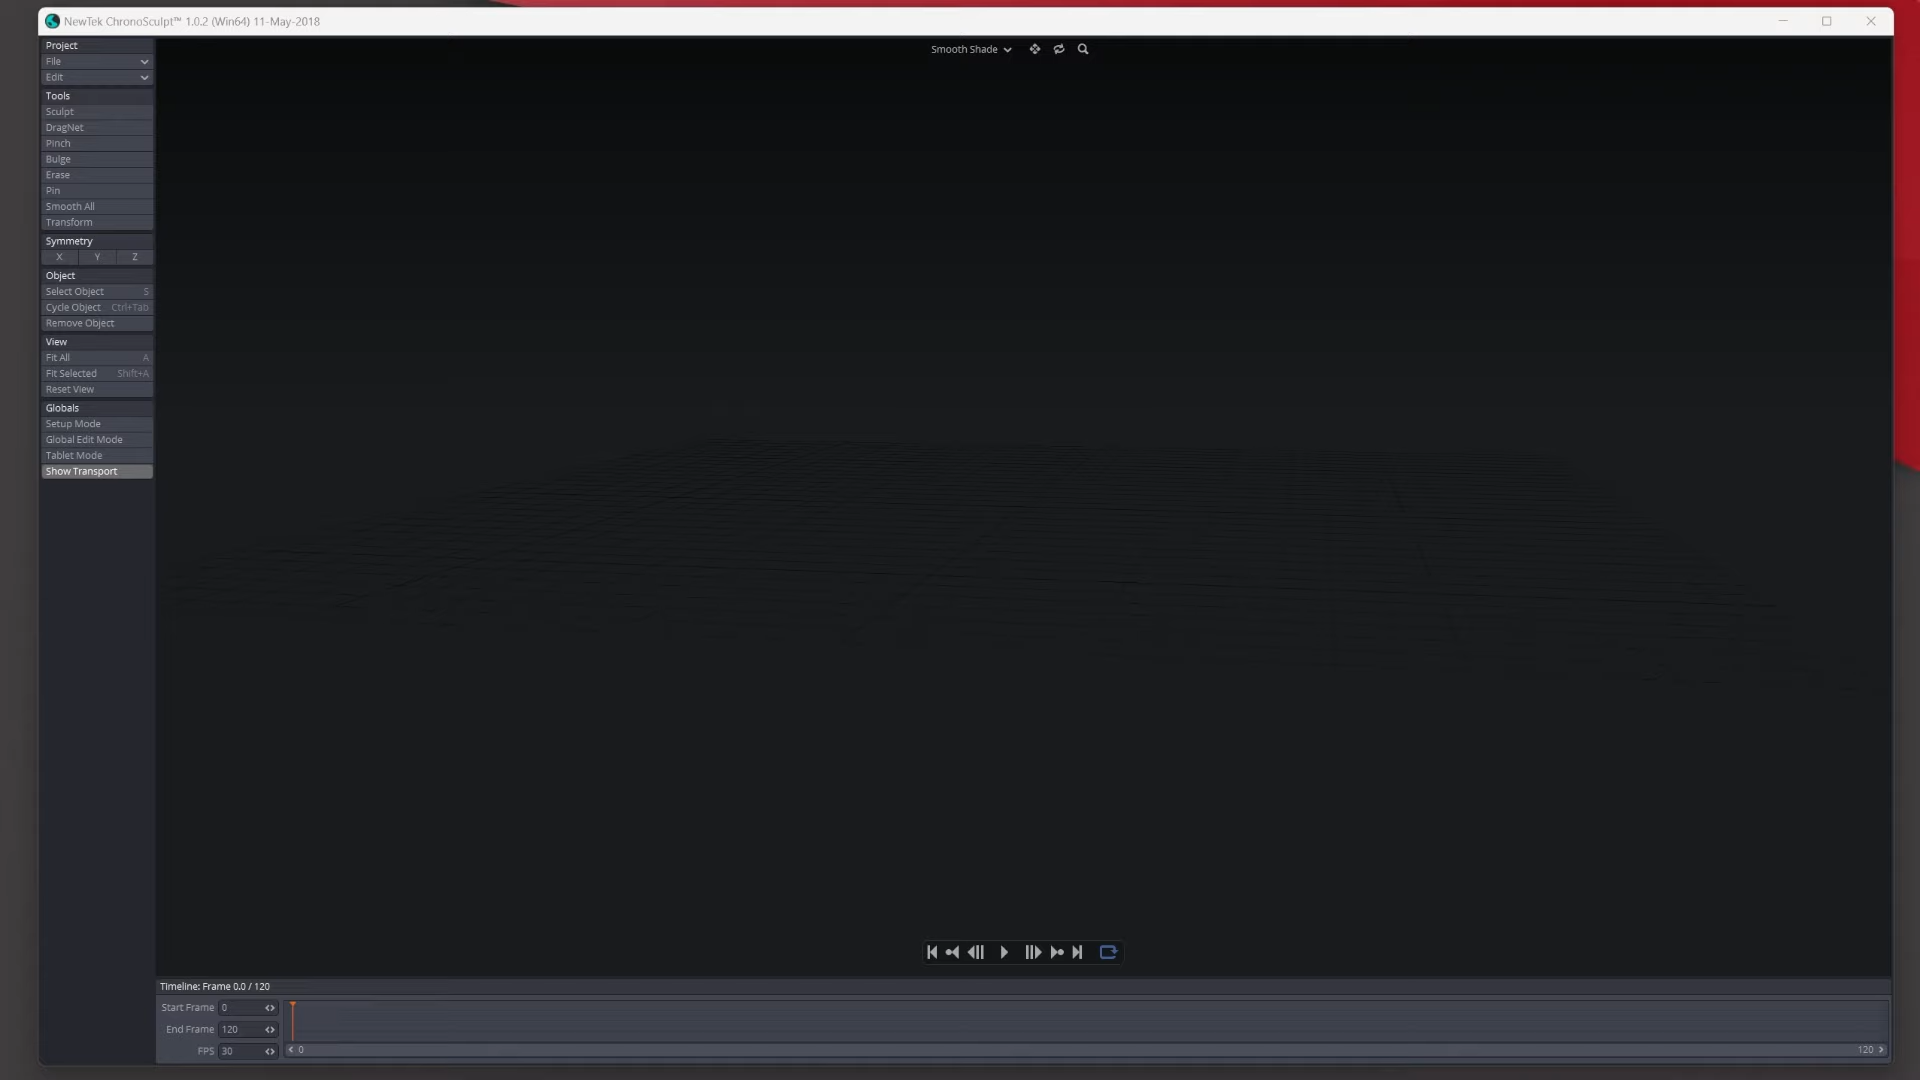 NewTek ChronoSculpt™ 1.0.2 (Win64) 11-May-2018
Smooth Shade
Project
File
Edit
Tools
Sculpt
DragNet
Pinch
Bulge
Erase
Pin
Smooth All
Transform
Symmetry
X Y Z
Object
Select Object S
Cycle Object Ctrl+Tab
Remove Object
View
Fit All A
Fit Selected Shift+A
Reset View
Globals
Setup Mode
Global Edit Mode
Tablet Mode
Show Transport
Timeline: Frame 0.0 / 120
Start Frame 0
End Frame 120
FPS 30
0 120